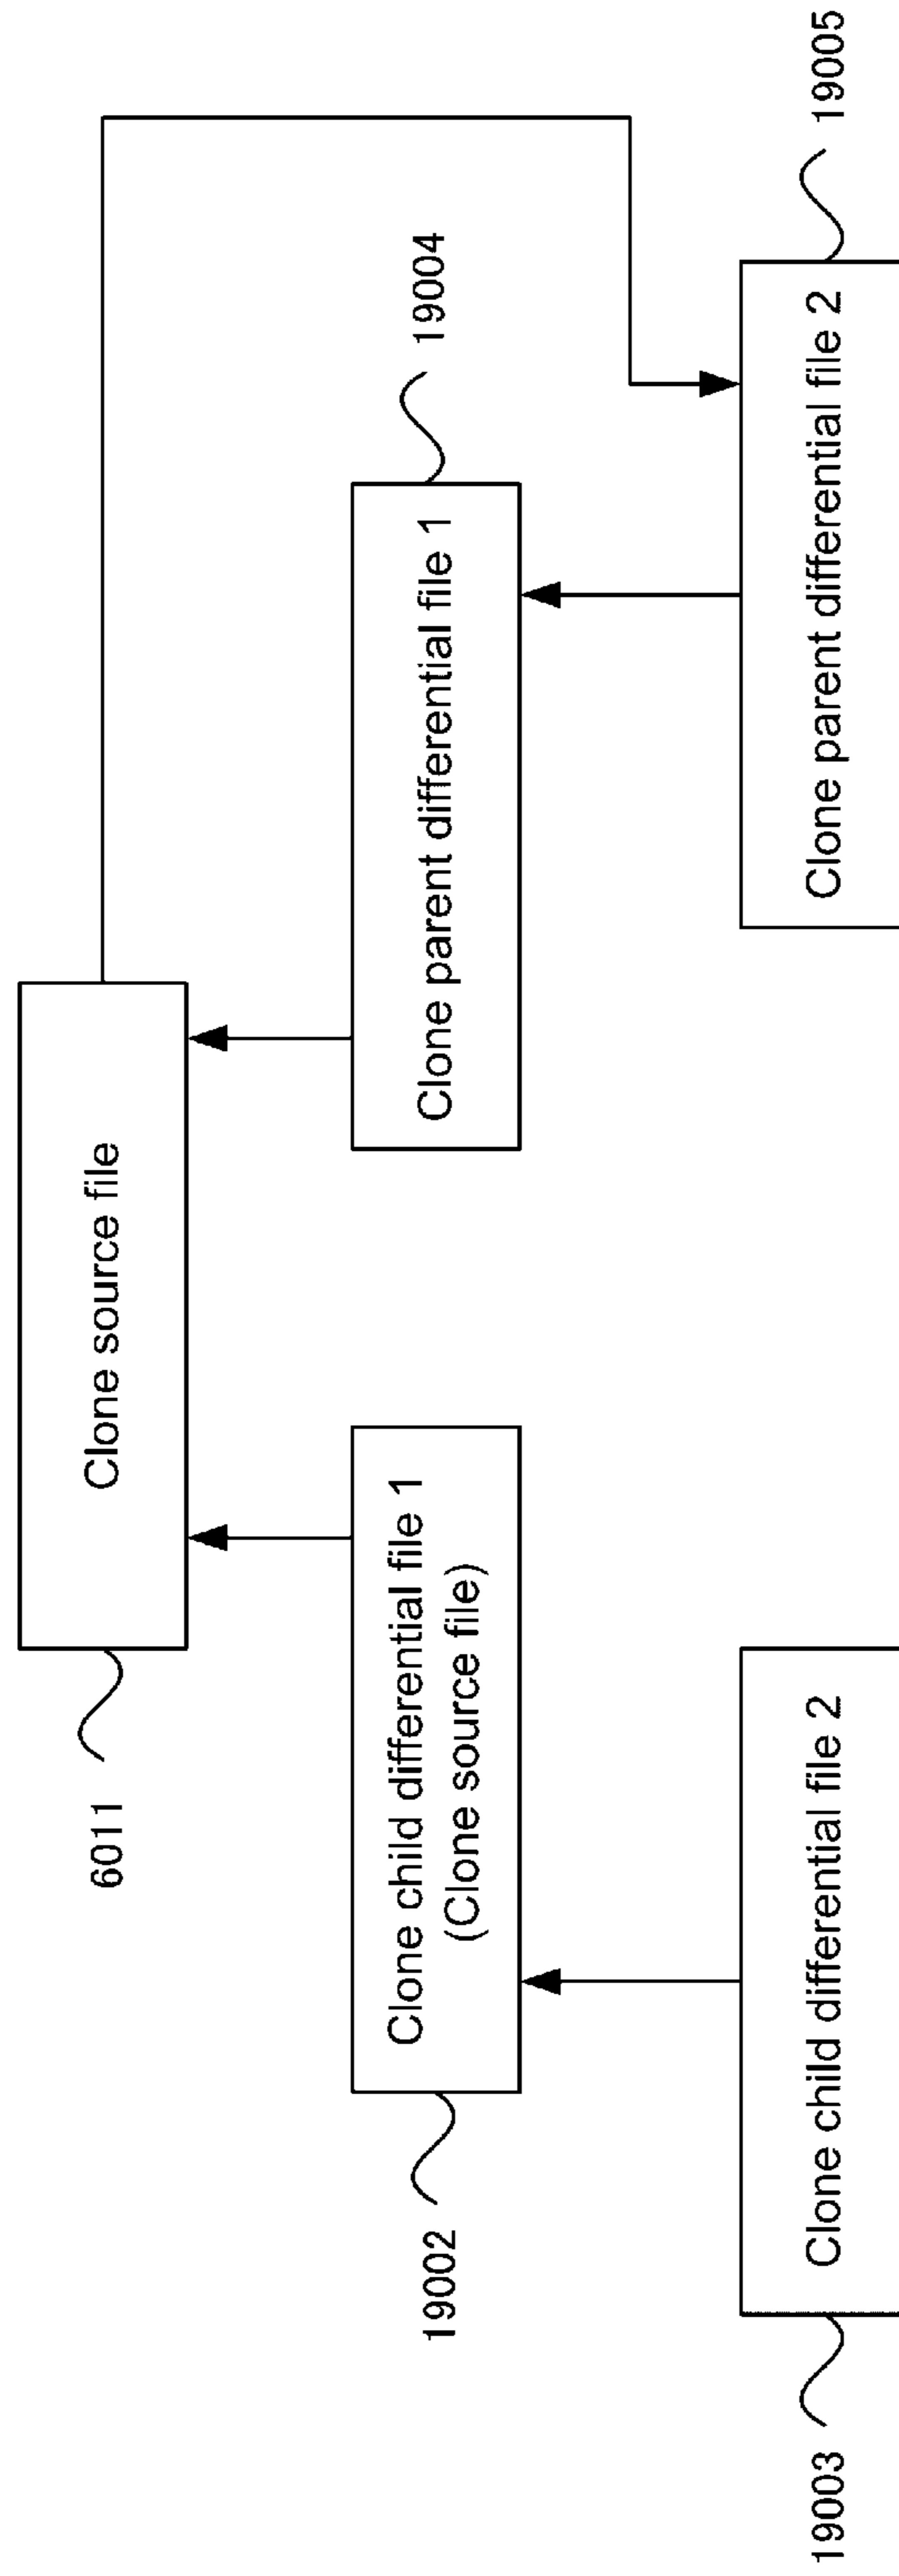 6011
Clone source file
19002
Clone child differential file 1
(Clone source file)
Clone parent differential file 1
19004
19003
Clone child differential file 2
Clone parent differential file 2
19005